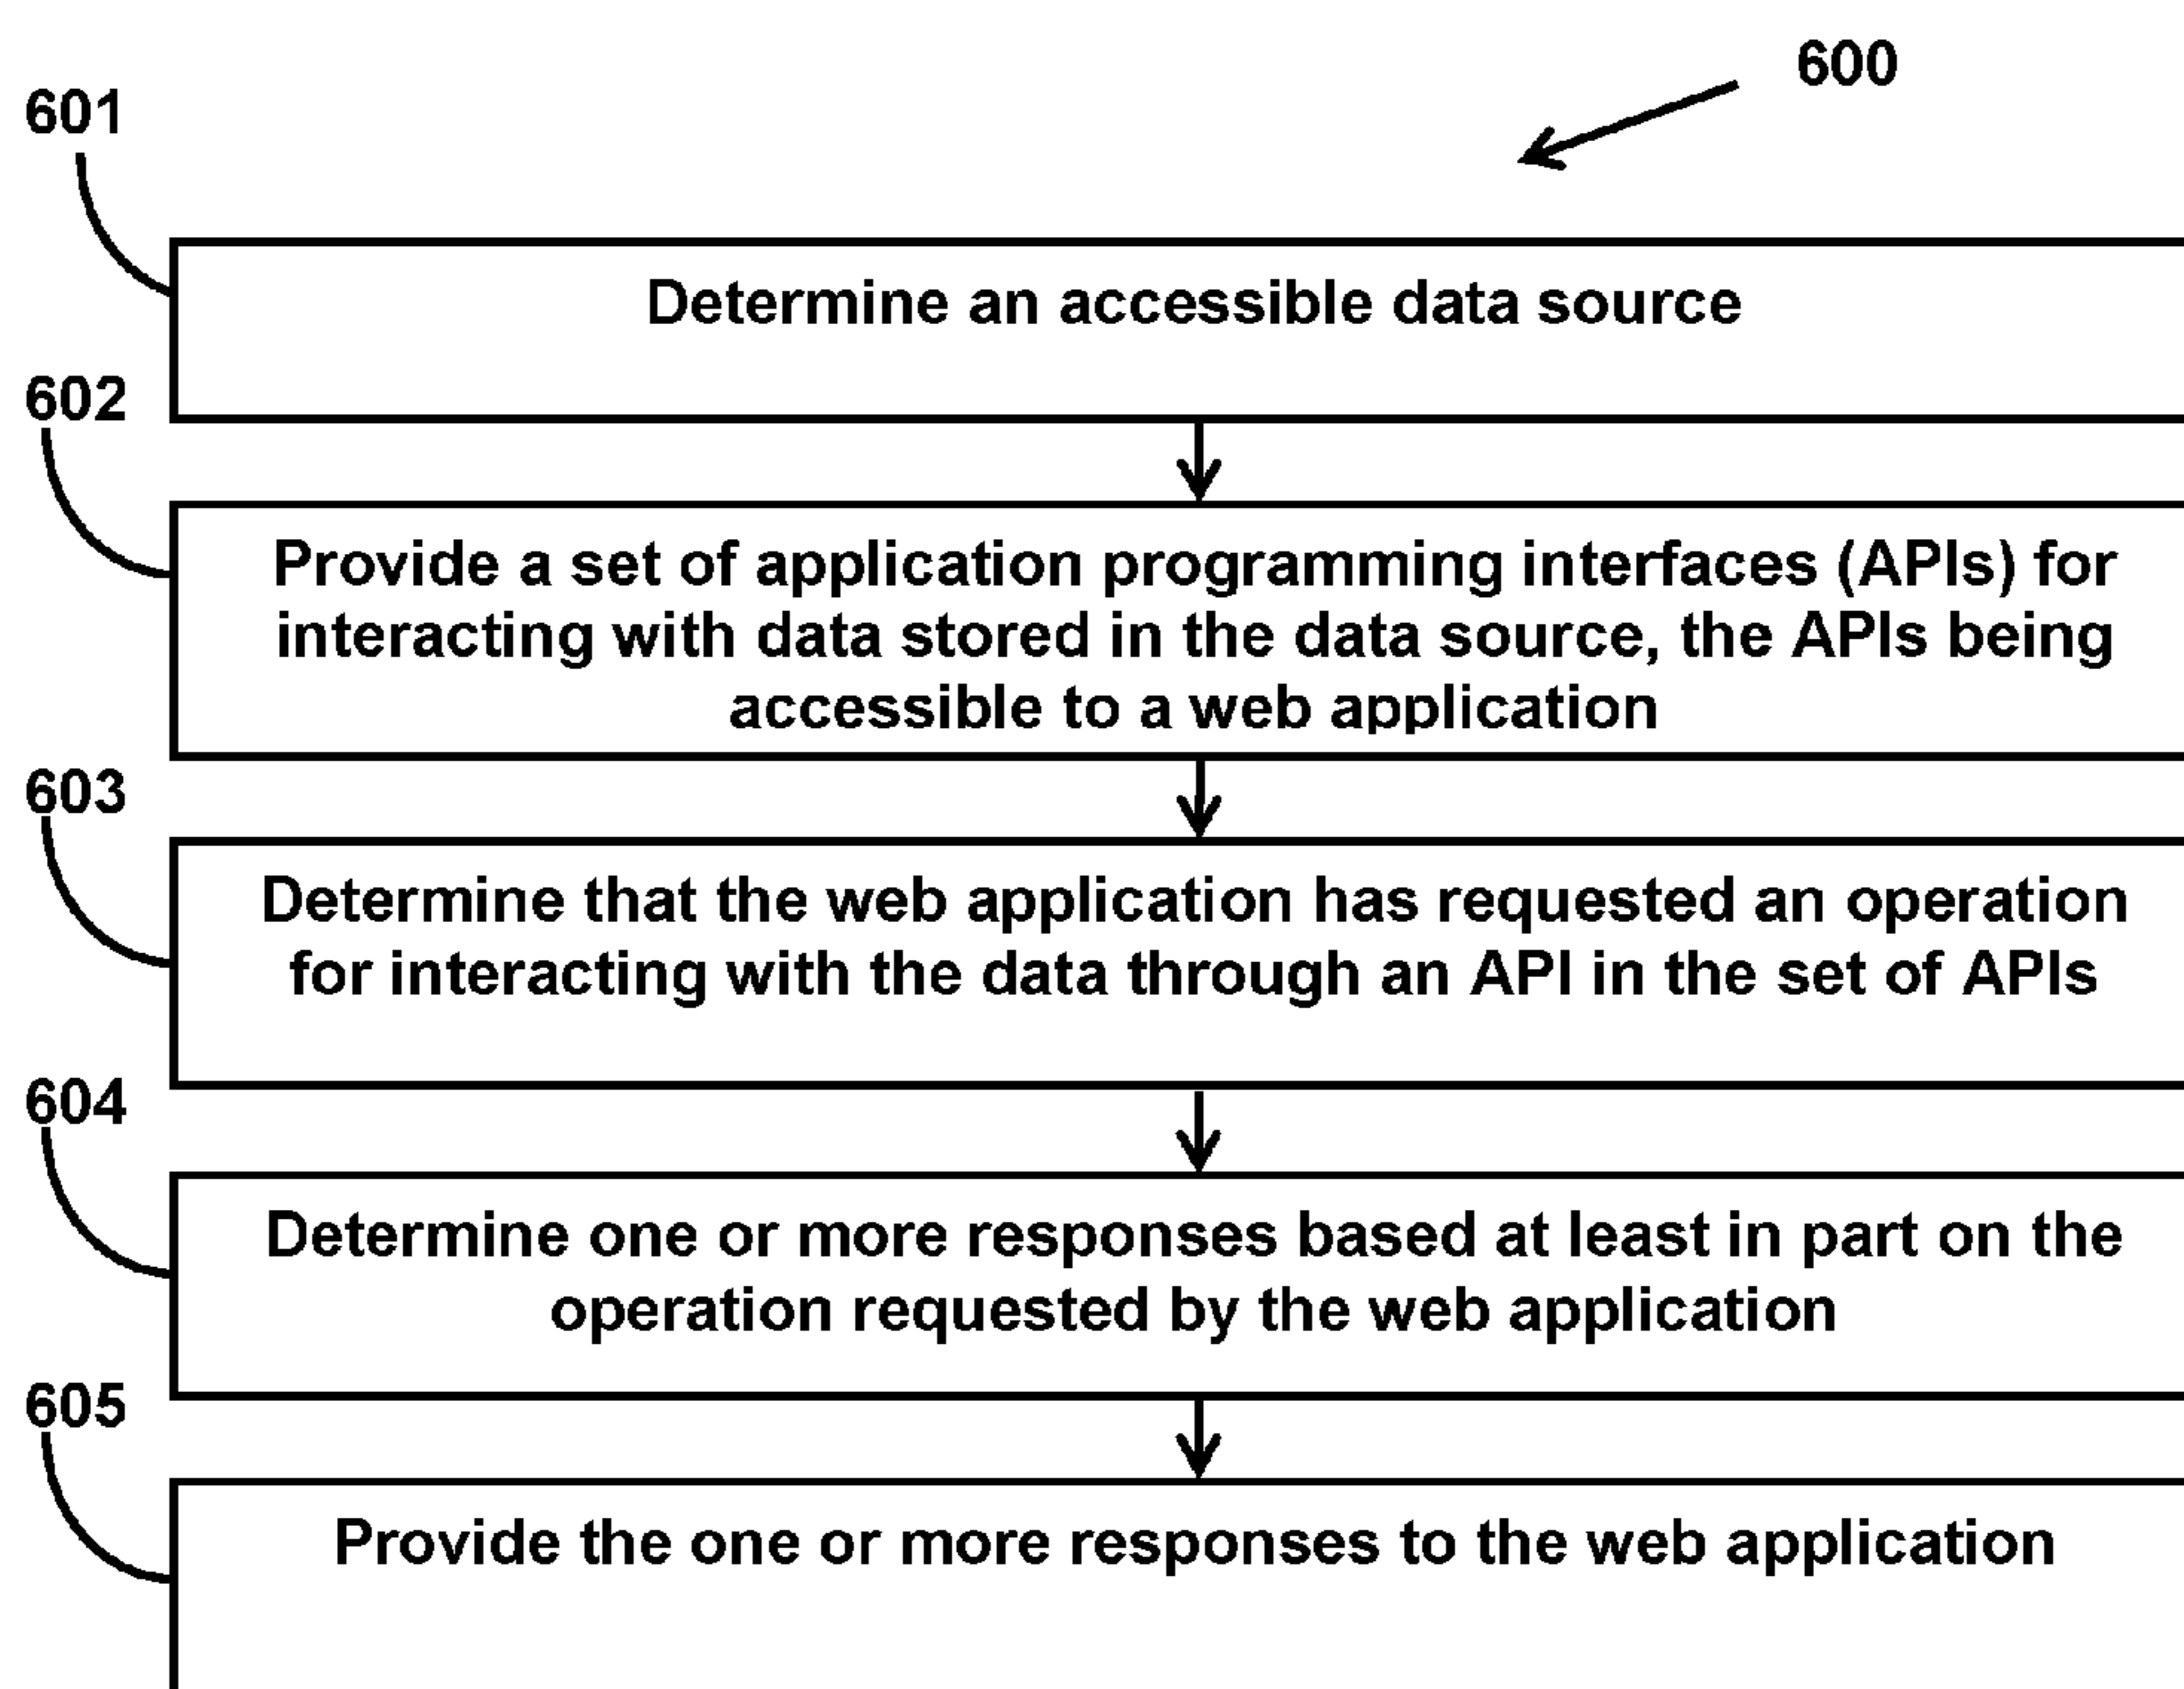 600
601
Determine an accessible data source
602
Provide a set of application programming interfaces (APIs) for
interacting with data stored in the data source, the APIs being
accessible to a web application
603
Determine that the web application has requested an operation
for interacting with the data through an API in the set of APIs
604
Determine one or more responses based at least in part on the
operation requested by the web application
605
Provide the one or more responses to the web application